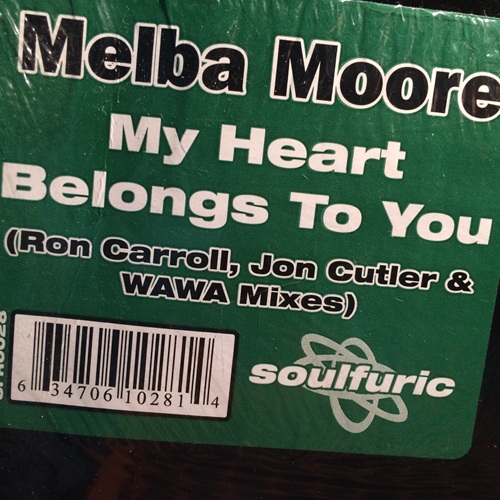 Melba Moore
My Heart
Belongs To You
(Ron Carroll, Jon Cutler &
WAWA Mixes)
soulfuric
6 34706 10281 4